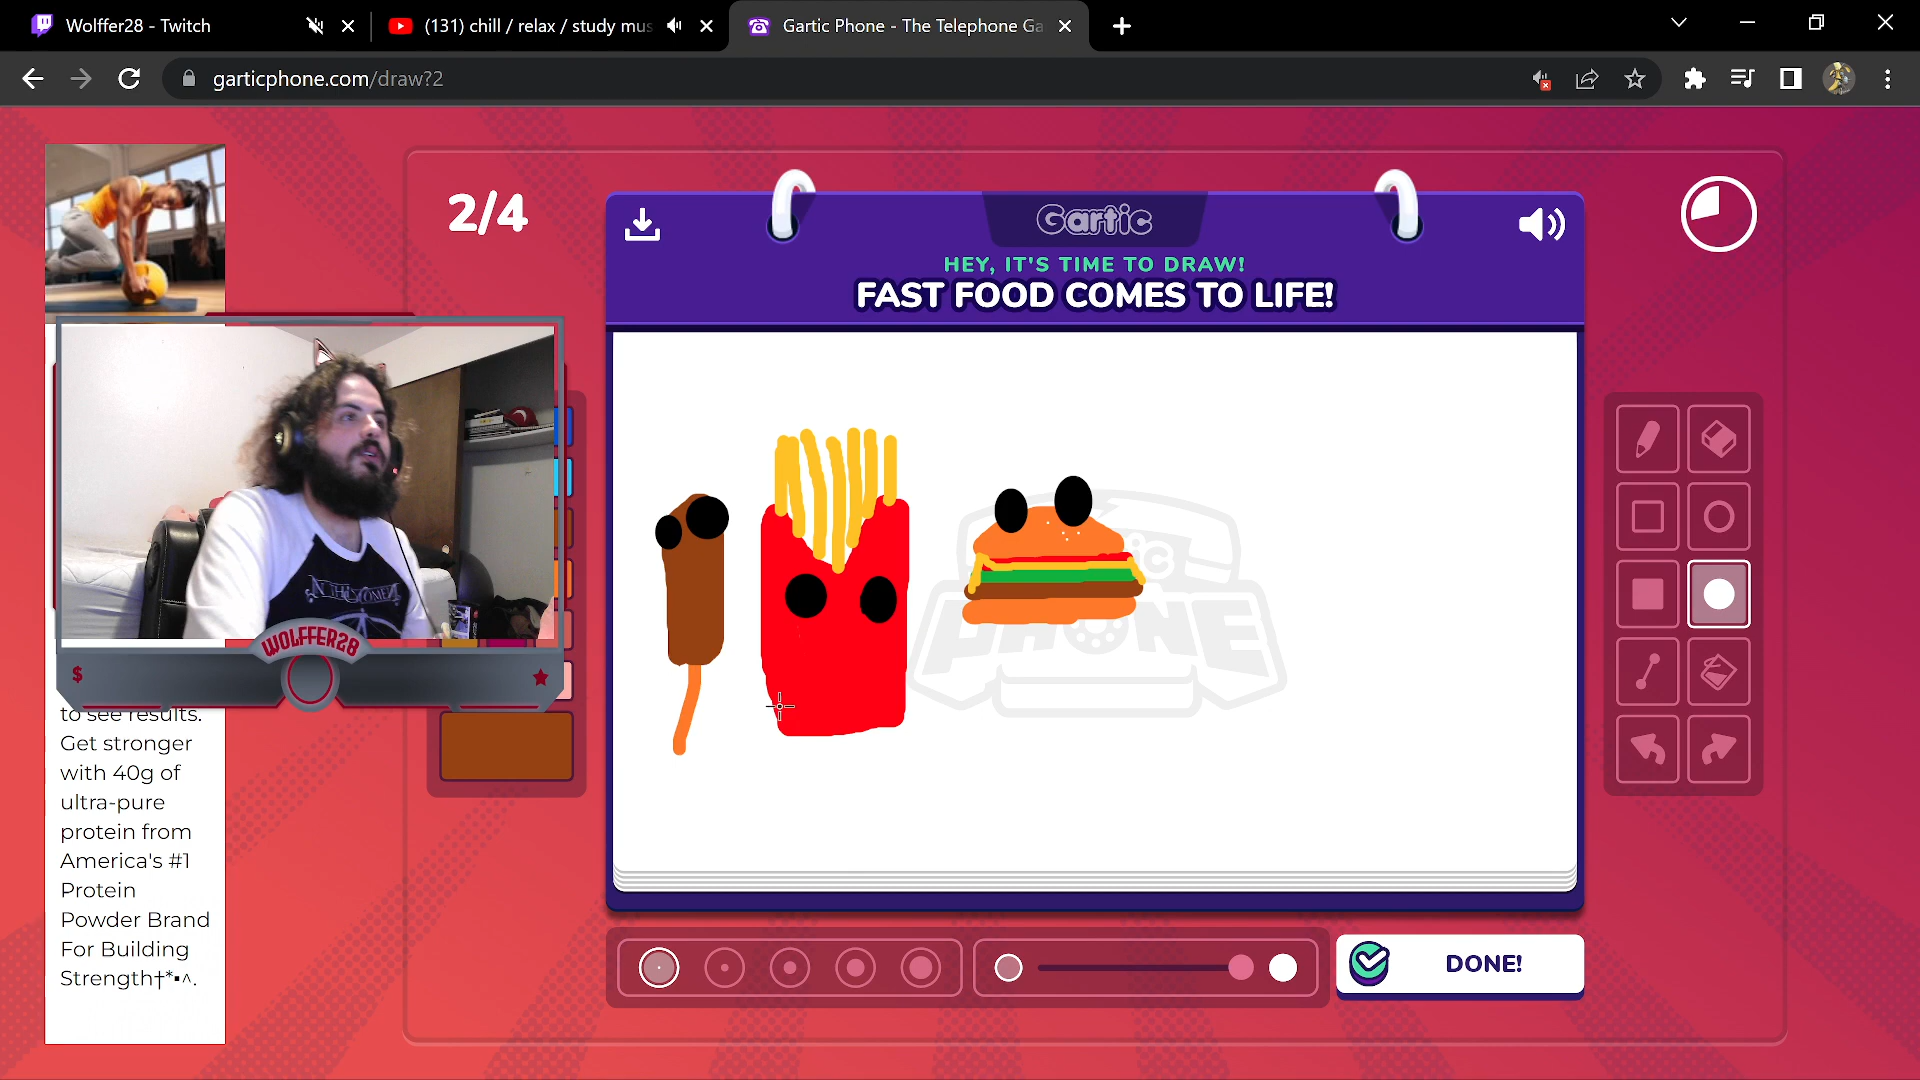 Wolffer28 - Twitch
(131) chill / relax / study mus
Gartic Phone - The Telephone Ga
garticphone.com/draw?2
2/4
Gartic
HEY, IT'S TIME TO DRAW!
FAST FOOD COMES TO LIFE!
PHONE
WOLFFER28
$
to see results.
Get stronger
with 40g of
ultra-pure
protein from
America's #1
Protein
Powder Brand
For Building
Strength†*▪^.
DONE!